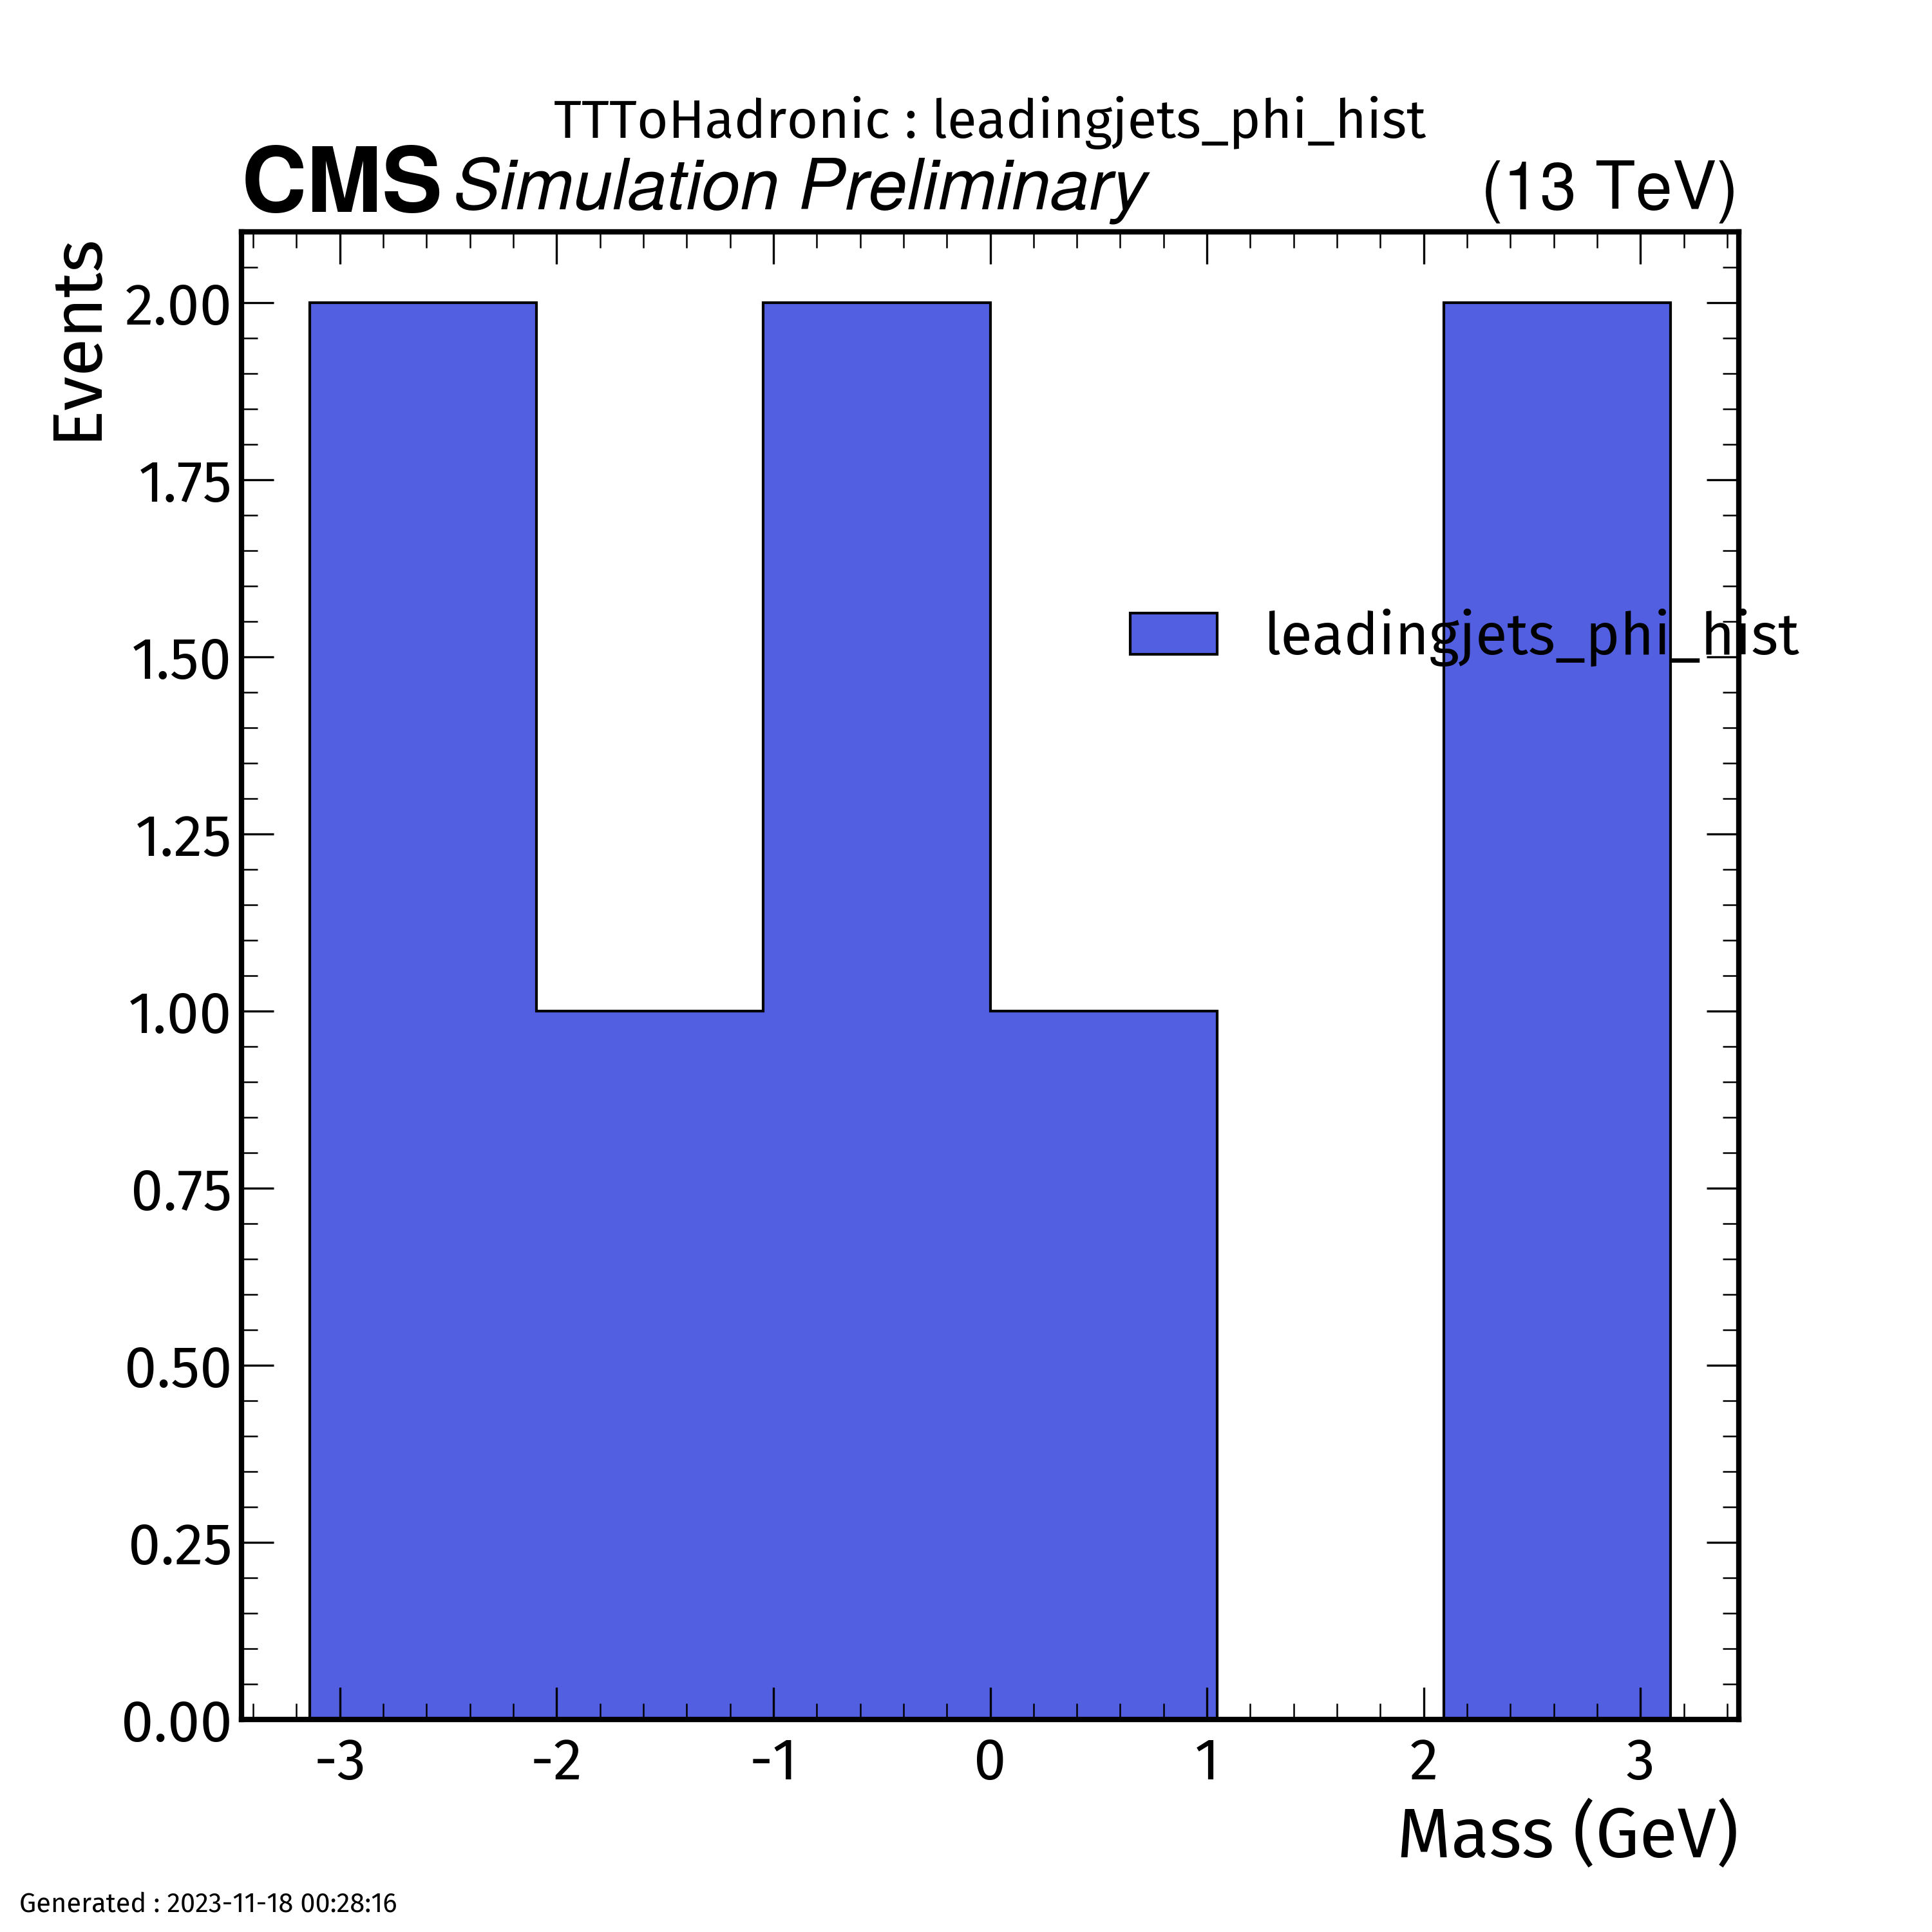 TTToHadronic : leadingjets_phi_hist
CMS Simulation Preliminary (13 TeV)
Events
2.00
1.75
1.50
1.25
1.00
0.75
0.50
0.25
0.00
leadingjets_phi_hist
-3 -2 -1 0 1 2 3
Mass (GeV)
Generated : 2023-11-18 00:28:16